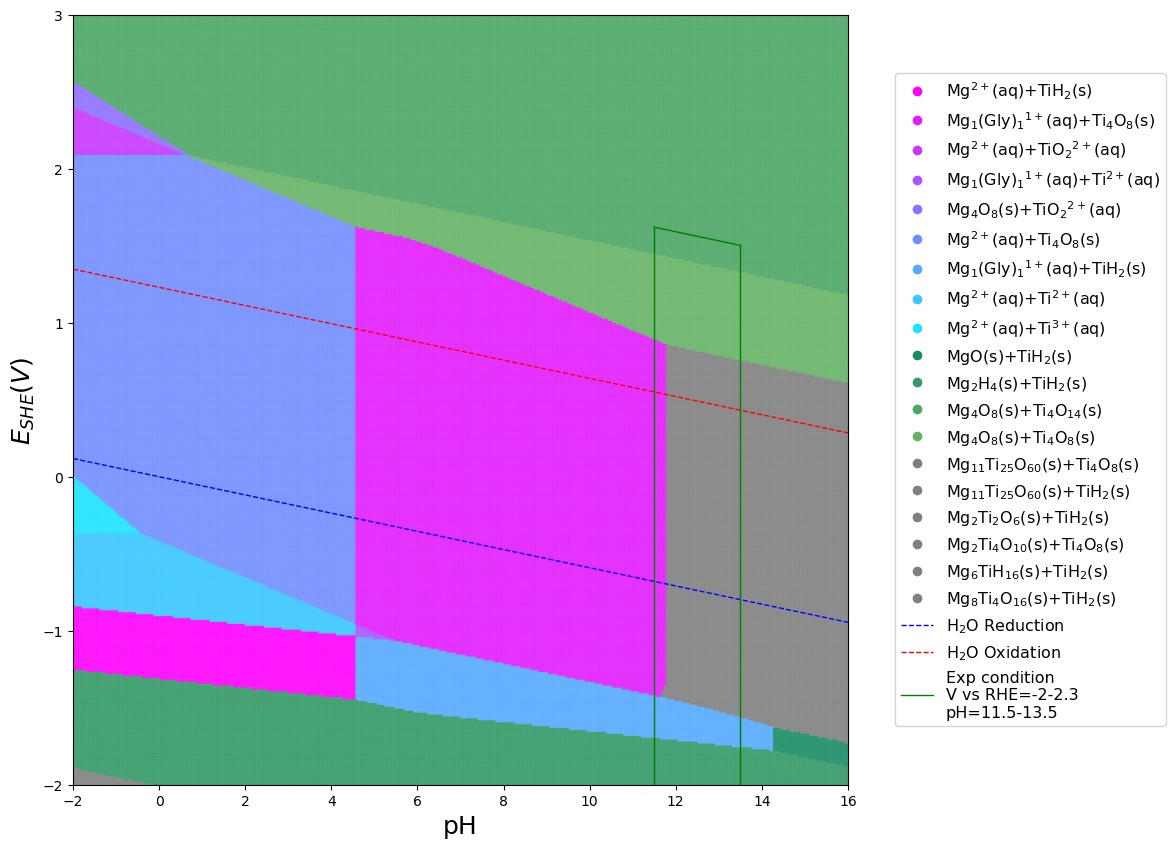 3
2
1
0
−1
−2
E_SHE(V)
−2 0 2 4 6 8 10 12 14 16
pH
Mg²⁺(aq)+TiH₂(s)
Mg₁(Gly)₁¹⁺(aq)+Ti₄O₈(s)
Mg²⁺(aq)+TiO₂²⁺(aq)
Mg₁(Gly)₁¹⁺(aq)+Ti²⁺(aq)
Mg₄O₈(s)+TiO₂²⁺(aq)
Mg²⁺(aq)+Ti₄O₈(s)
Mg₁(Gly)₁¹⁺(aq)+TiH₂(s)
Mg²⁺(aq)+Ti²⁺(aq)
Mg²⁺(aq)+Ti³⁺(aq)
MgO(s)+TiH₂(s)
Mg₂H₄(s)+TiH₂(s)
Mg₄O₈(s)+Ti₄O₁₄(s)
Mg₄O₈(s)+Ti₄O₈(s)
Mg₁₁Ti₂₅O₆₀(s)+Ti₄O₈(s)
Mg₁₁Ti₂₅O₆₀(s)+TiH₂(s)
Mg₂Ti₂O₆(s)+TiH₂(s)
Mg₂Ti₄O₁₀(s)+Ti₄O₈(s)
Mg₆TiH₁₆(s)+TiH₂(s)
Mg₈Ti₄O₁₆(s)+TiH₂(s)
H₂O Reduction
H₂O Oxidation
Exp condition
V vs RHE=-2-2.3
pH=11.5-13.5